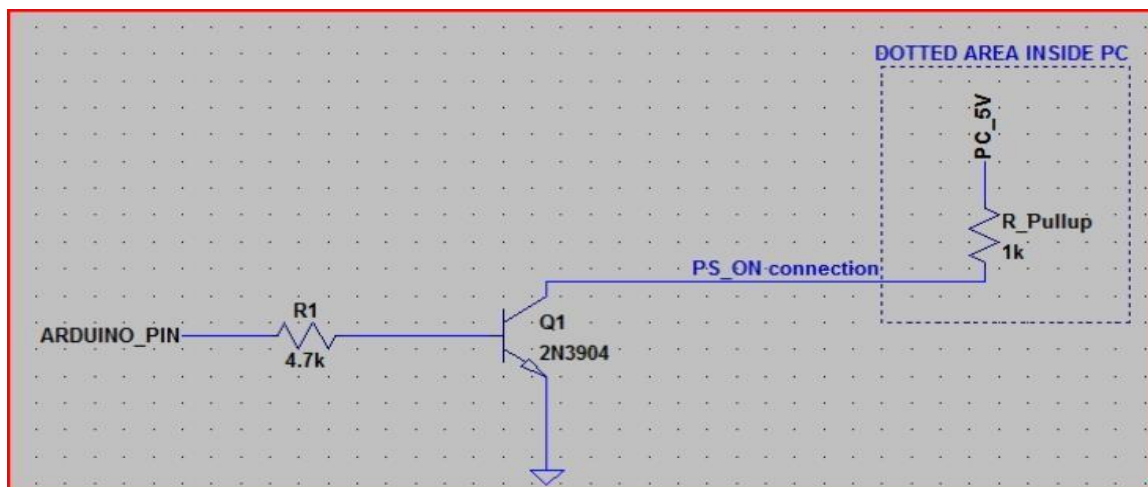 DOTTED AREA INSIDE PC
PC_5V
R_Pullup
1k
PS_ON connection
R1
ARDUINO_PIN
4.7k
Q1
2N3904